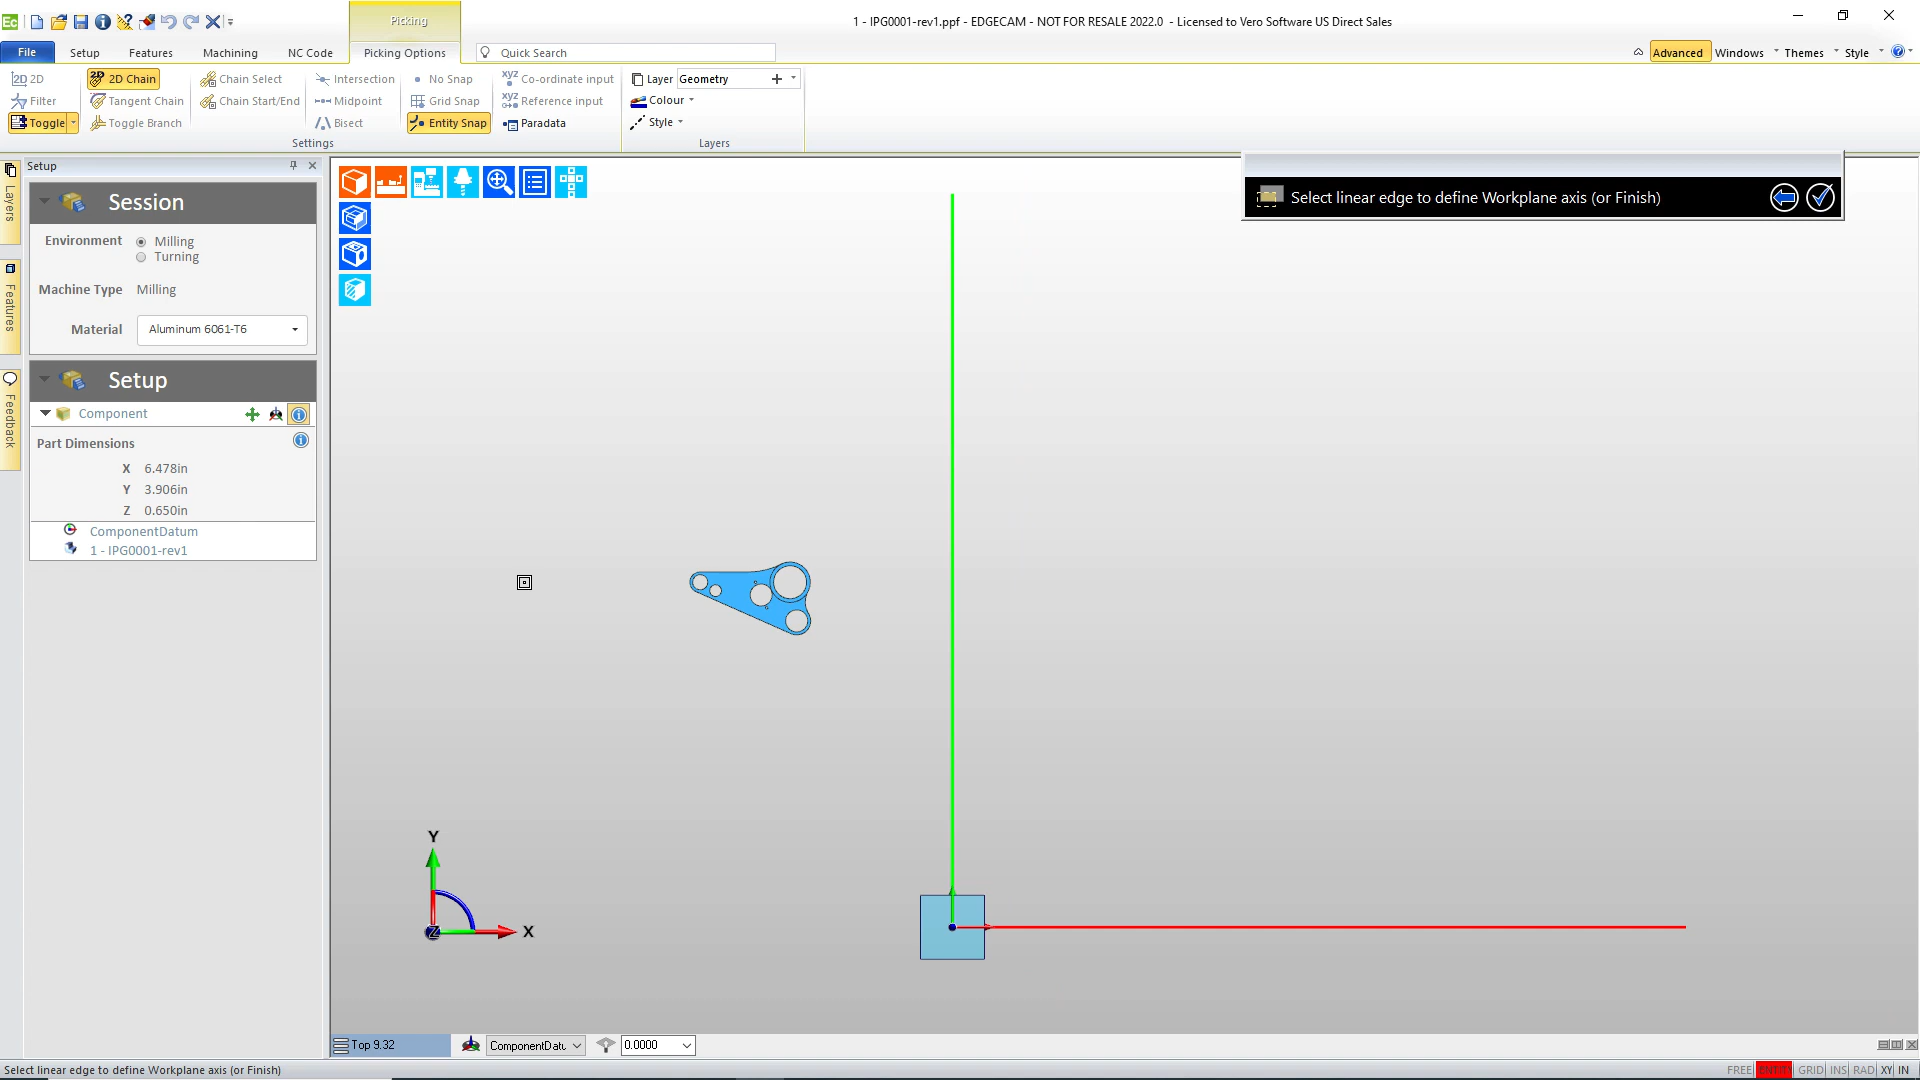 Ec
Picking
1 - IPG0001-rev1.ppf - EDGECAM - NOT FOR RESALE 2022.0 - Licensed to Vero Software US Direct Sales
File Setup Features Machining NC Code Picking Options Quick Search Advanced Windows Themes Style
2D 2D 2D 2D Chain Chain Select Intersection No Snap xyz Co-ordinate input Layer Geometry
Filter Tangent Chain Chain Start/End Midpoint Grid Snap xyz Reference input Colour
Toggle Toggle Branch Bisect Entity Snap Paradata Style
Settings Layers
Setup
Layers
Features
Feedback
Session
Select linear edge to define Workplane axis (or Finish)
Environment Milling
Turning
Machine Type Milling
Material Aluminum 6061-T6
Setup
Component
Part Dimensions
X 6.478in
Y 3.906in
Z 0.650in
ComponentDatum
1 - IPG0001-rev1
Y
Z X
Top 9.32 ComponentDatu 0.0000
Select linear edge to define Workplane axis (or Finish) FREE ENTITY GRID INS RAD XY IN